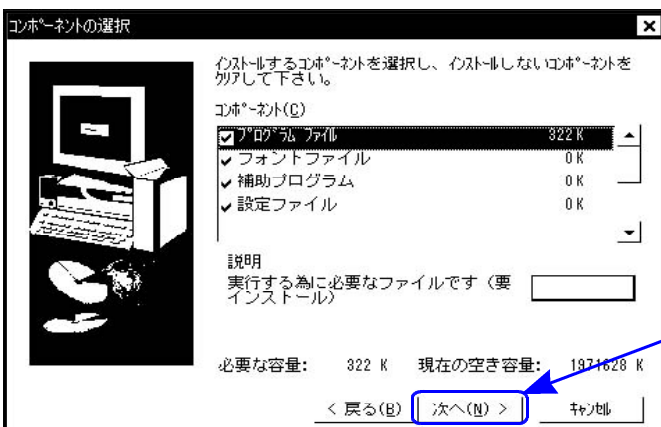 コンポーネントの選択
インストールするコンポーネントを選択し、インストールしないコンポーネントを
クリアして下さい。
コンポーネント(C)
プログラム ファイル 322 K
フォントファイル 0 K
補助プログラム 0 K
設定ファイル 0 K
説明
実行する為に必要なファイルです（要
インストール）
必要な容量: 322 K 現在の空き容量: 1971628 K
< 戻る(B) 次へ(N) > キャンセル